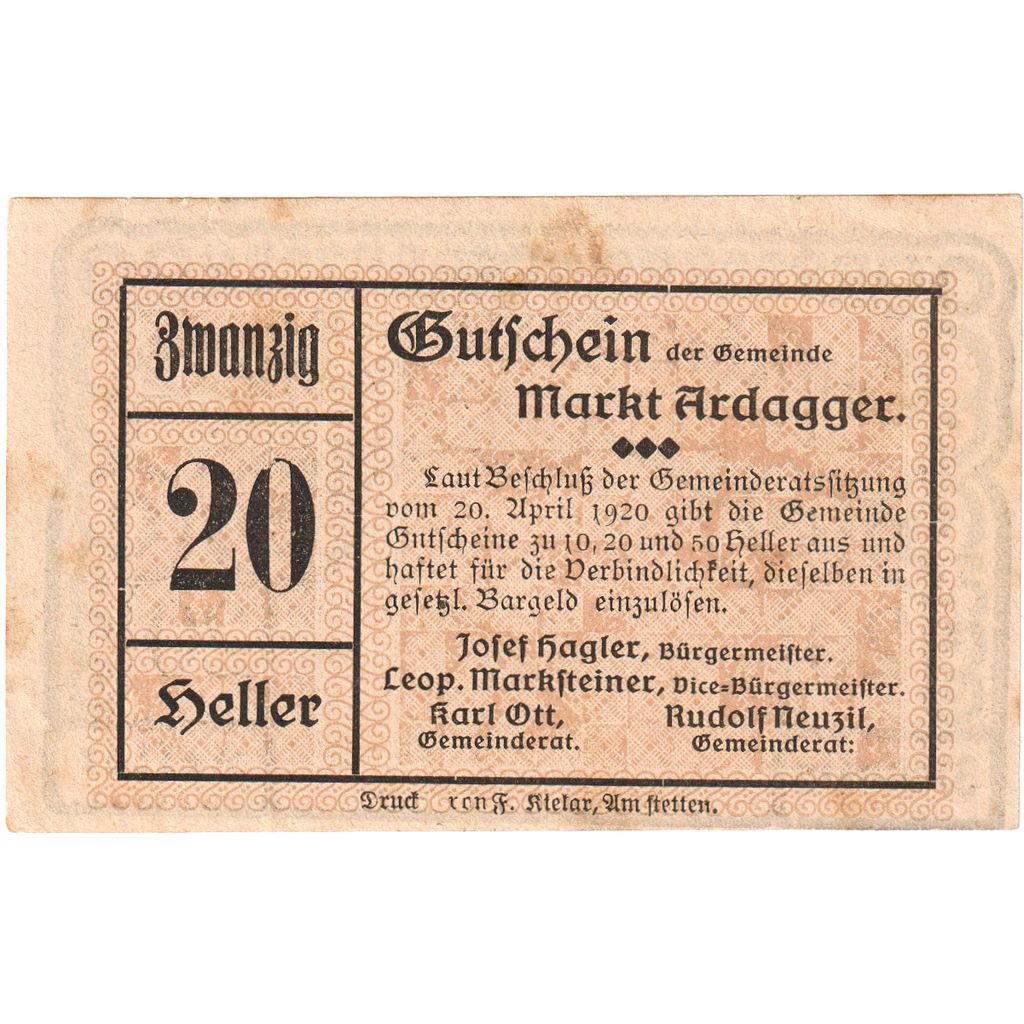 Zwanzig
20
Heller
Gutschein der Gemeinde
Markt Ardagger.
Laut Beschluß der Gemeinderatssitzung
vom 20. April 1920 gibt die Gemeinde
Gutscheine zu 10, 20 und 50 Heller aus und
haftet für die Verbindlichkeit, dieselben in
gesetzl. Bargeld einzulösen.
Josef Hagler, Bürgermeister.
Leop. Marksteiner, Vice=Bürgermeister.
Karl Ott, Rudolf Neuzil,
Gemeinderat. Gemeinderat:
Druck von F. Kielar, Amstetten.